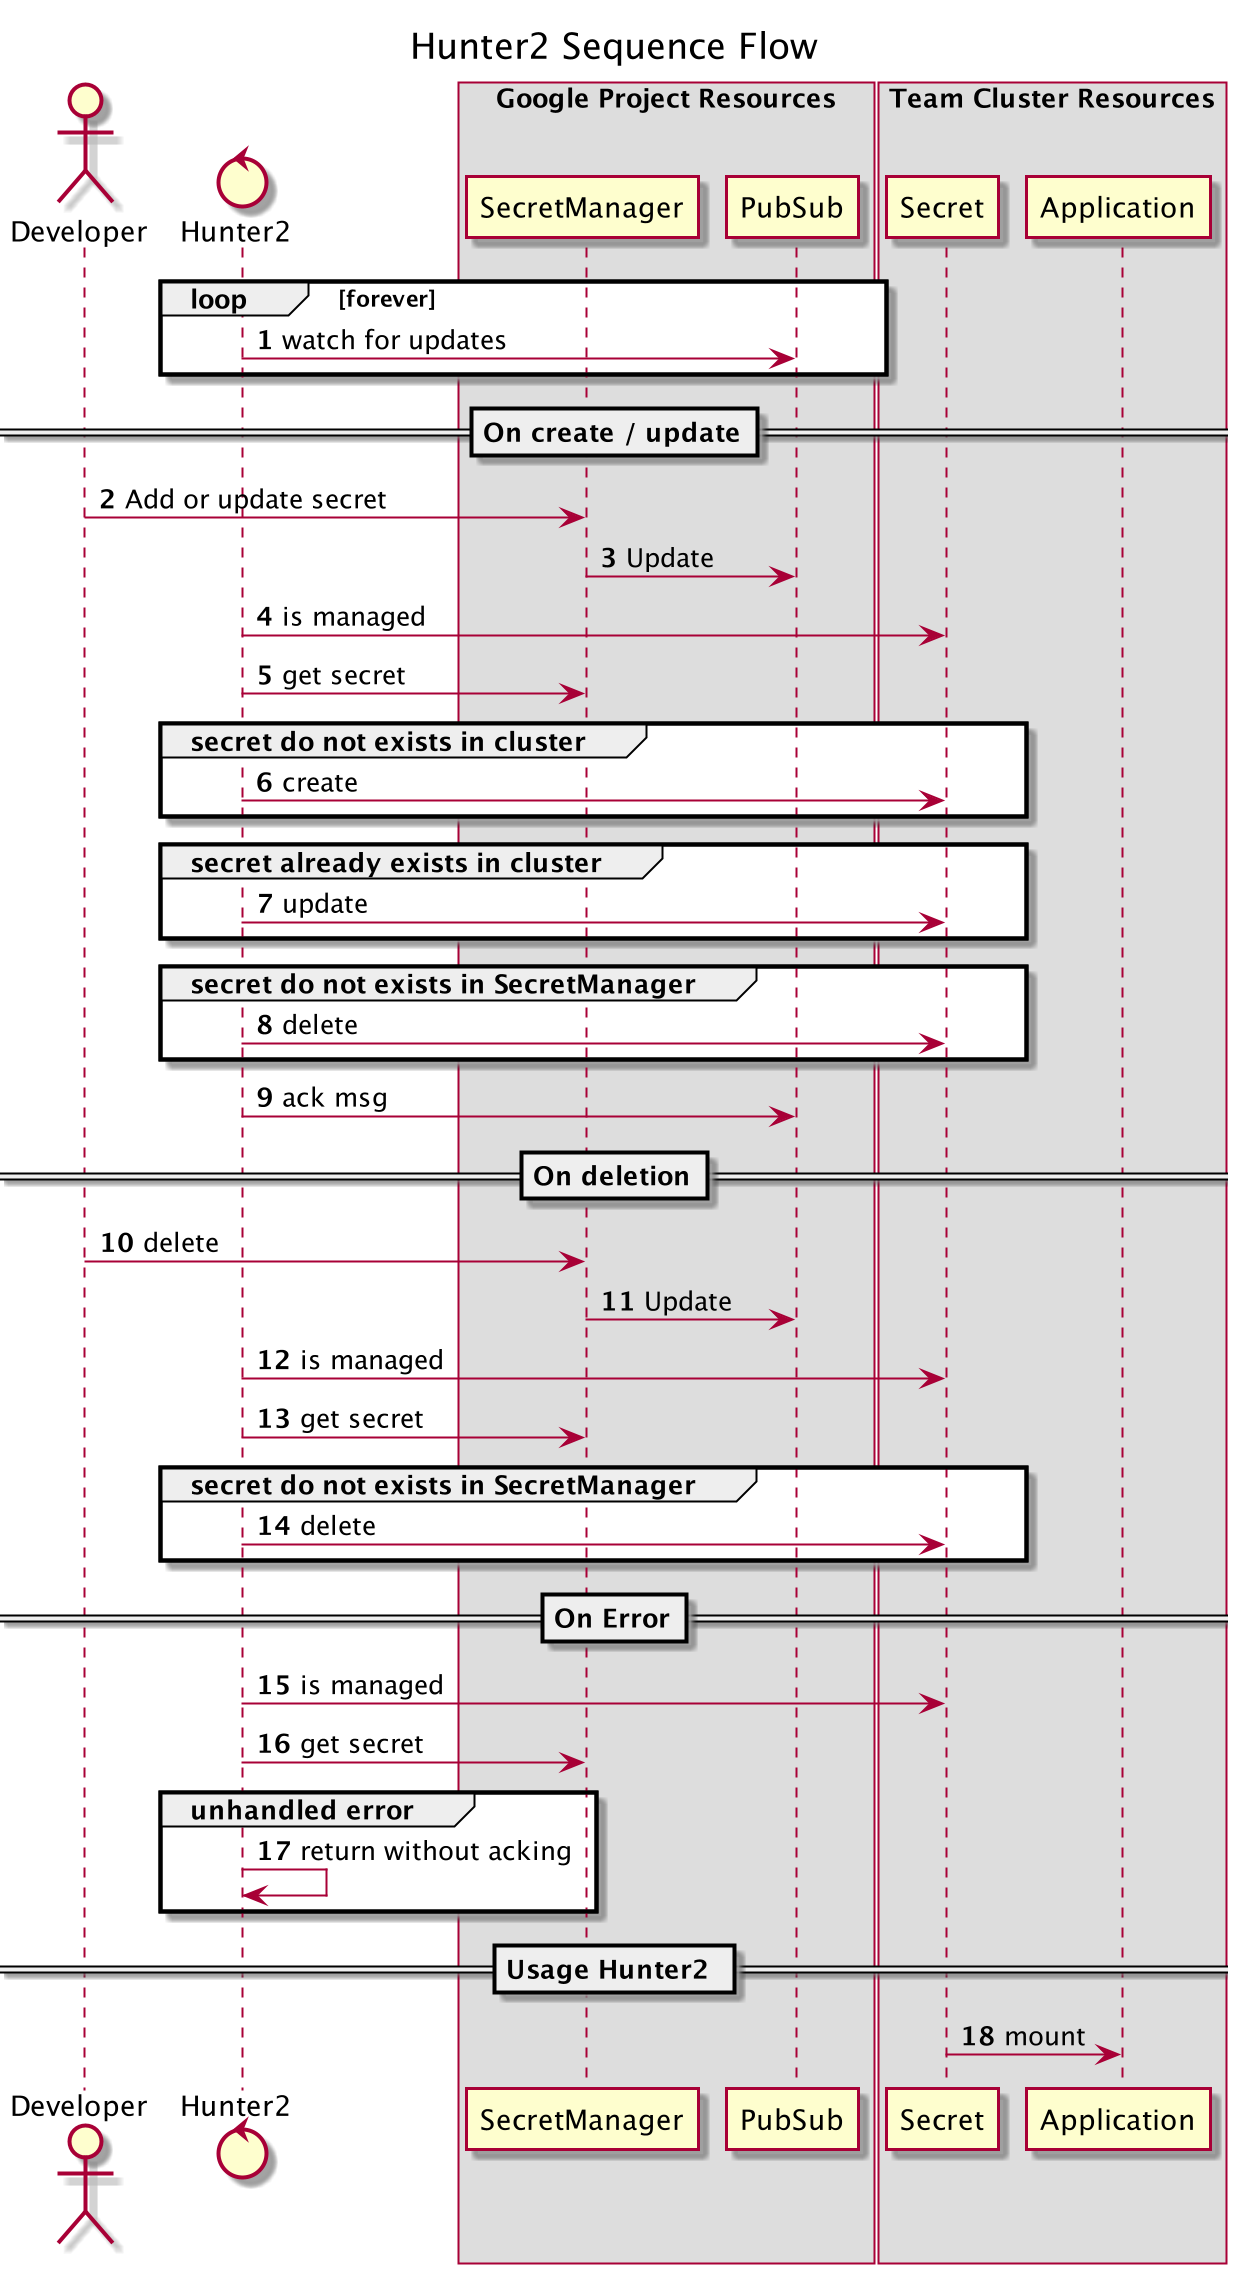 Hunter2 Sequence Flow
Google Project Resources
Team Cluster Resources
Developer
Hunter2
SecretManager
PubSub
Secret
Application
loop [forever]
1 watch for updates
On create / update
2 Add or update secret
3 Update
4 is managed
5 get secret
secret do not exists in cluster
6 create
secret already exists in cluster
7 update
secret do not exists in SecretManager
8 delete
9 ack msg
On deletion
10 delete
11 Update
12 is managed
13 get secret
secret do not exists in SecretManager
14 delete
On Error
15 is managed
16 get secret
unhandled error
17 return without acking
Usage Hunter2
18 mount
Developer
Hunter2
SecretManager
PubSub
Secret
Application